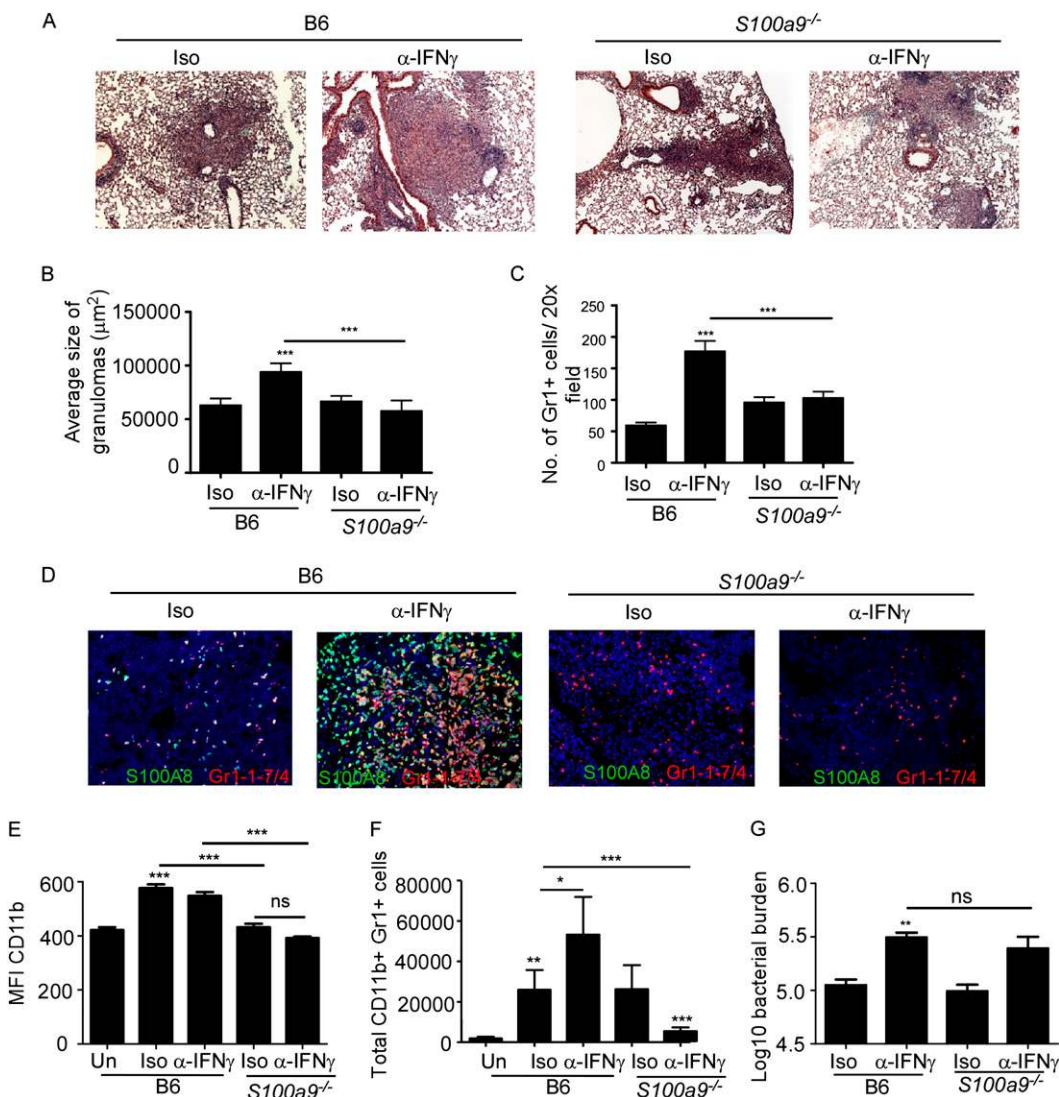 A
B6
S100a9-/-
Iso
α-IFNγ
Iso
α-IFNγ
B
Average size of
granulomas (μm2)
150000
100000
50000
0
***
***
Iso
α-IFNγ
Iso
α-IFNγ
B6
S100a9-/-
C
No. of Gr1+ cells/ 20x
field
250
200
150
100
50
0
***
***
Iso
α-IFNγ
Iso
α-IFNγ
B6
S100a9-/-
D
B6
S100a9-/-
Iso
α-IFNγ
Iso
α-IFNγ
S100A8 Gr1-1-7/4
S100A8 Gr1-1-7/4
S100A8 Gr1-1-7/4
S100A8 Gr1-1-7/4
E
MFI CD11b
600
400
200
0
***
***
***
ns
Un
Iso
α-IFNγ
Iso
α-IFNγ
B6
S100a9-/-
F
Total CD11b+ Gr1+ cells
80000
60000
40000
20000
0
***
*
**
***
Un
Iso
α-IFNγ
Iso
α-IFNγ
B6
S100a9-/-
G
Log10 bacterial burden
6.0
5.5
5.0
4.5
ns
**
Iso
α-IFNγ
Iso
α-IFNγ
B6
S100a9-/-